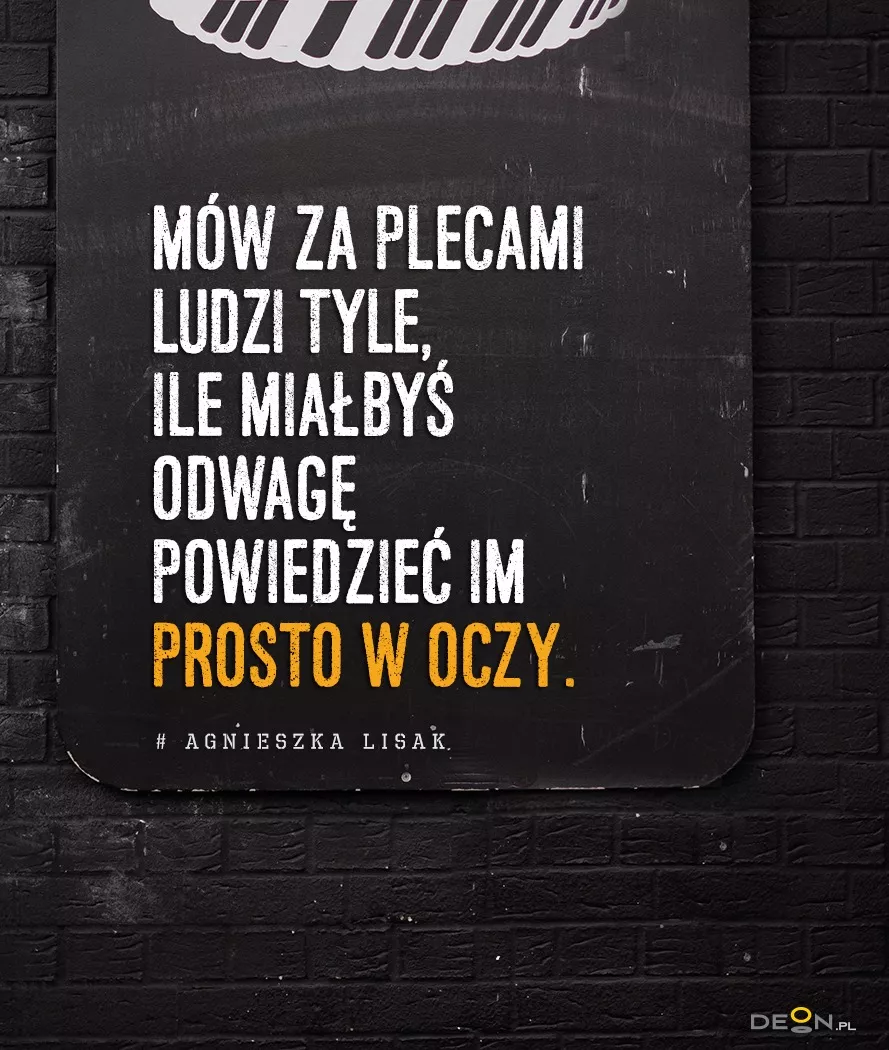 MÓW ZA PLECAMI
LUDZI TYLE,
ILE MIAŁBYŚ
ODWAGĘ
POWIEDZIEĆ IM
PROSTO W OCZY.
# AGNIESZKA LISAK
DEON.PL